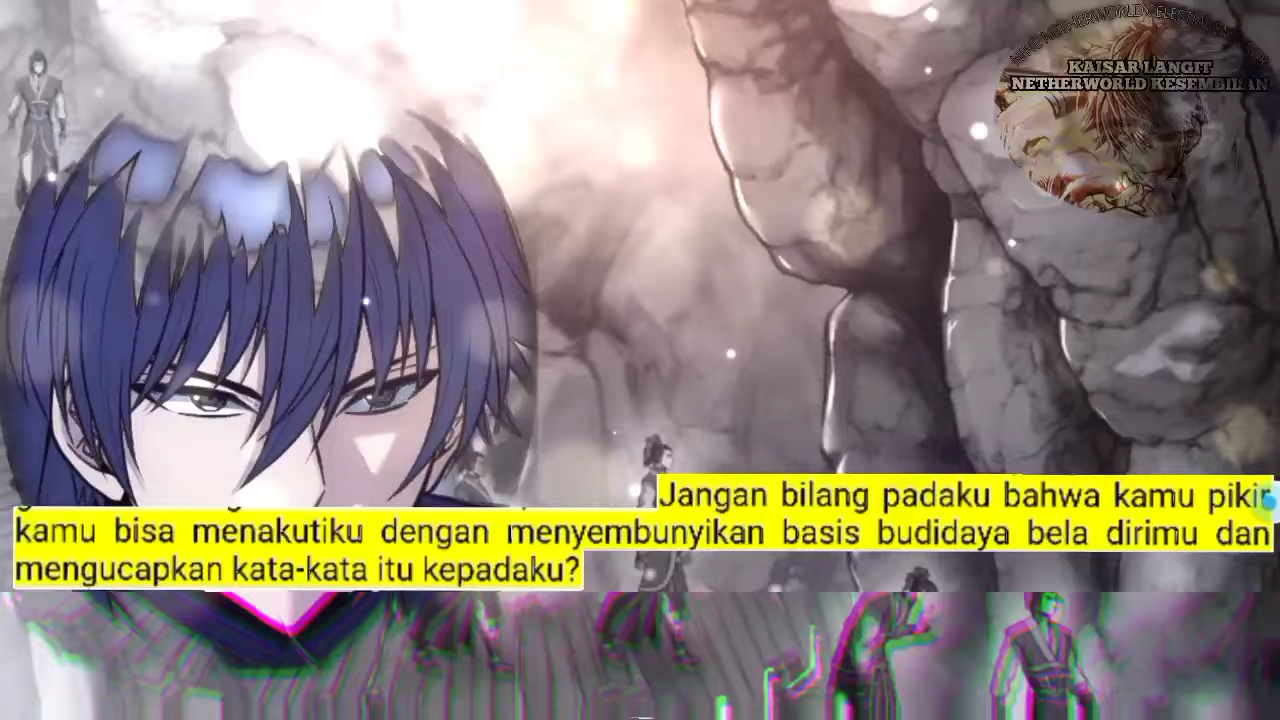 KAISAR LANGIT
NETHERWORLD KESEMBILAN
Jangan bilang padaku bahwa kamu pikir
kamu bisa menakutiku dengan menyembunyikan basis budidaya bela dirimu dan
mengucapkan kata-kata itu kepadaku?